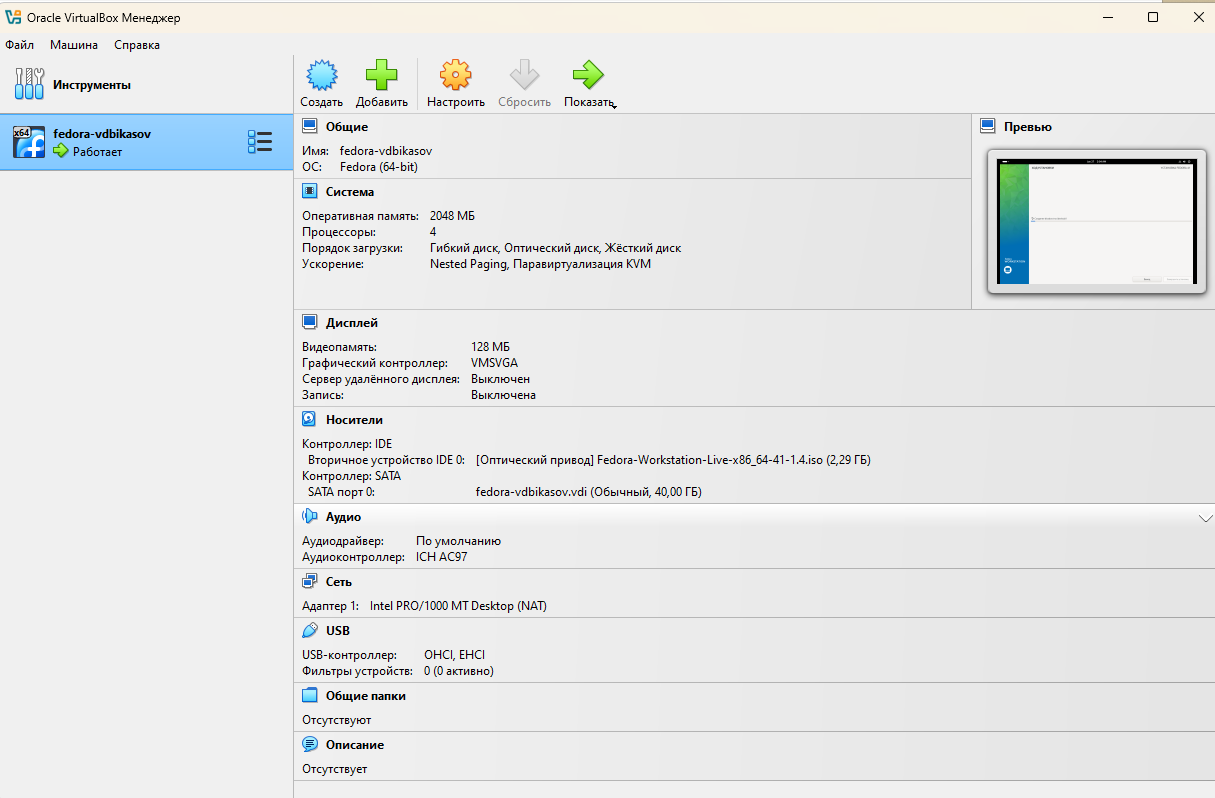 Oracle VirtualBox Менеджер
Файл Машина Справка
Инструменты
Создать Добавить Настроить Сбросить Показать
x64
fedora-vdbikasov
Работает
Общие
Имя: fedora-vdbikasov
ОС: Fedora (64-bit)
Превью
Система
Оперативная память: 2048 МБ
Процессоры: 4
Порядок загрузки: Гибкий диск, Оптический диск, Жёсткий диск
Ускорение: Nested Paging, Паравиртуализация KVM
Дисплей
Видеопамять: 128 МБ
Графический контроллер: VMSVGA
Сервер удалённого дисплея: Выключен
Запись: Выключена
Носители
Контроллер: IDE
Вторичное устройство IDE 0: [Оптический привод] Fedora-Workstation-Live-x86_64-41-1.4.iso (2,29 ГБ)
Контроллер: SATA
SATA порт 0: fedora-vdbikasov.vdi (Обычный, 40,00 ГБ)
Аудио
Аудиодрайвер: По умолчанию
Аудиоконтроллер: ICH AC97
Сеть
Адаптер 1: Intel PRO/1000 MT Desktop (NAT)
USB
USB-контроллер: OHCI, EHCI
Фильтры устройств: 0 (0 активно)
Общие папки
Отсутствуют
Описание
Отсутствует